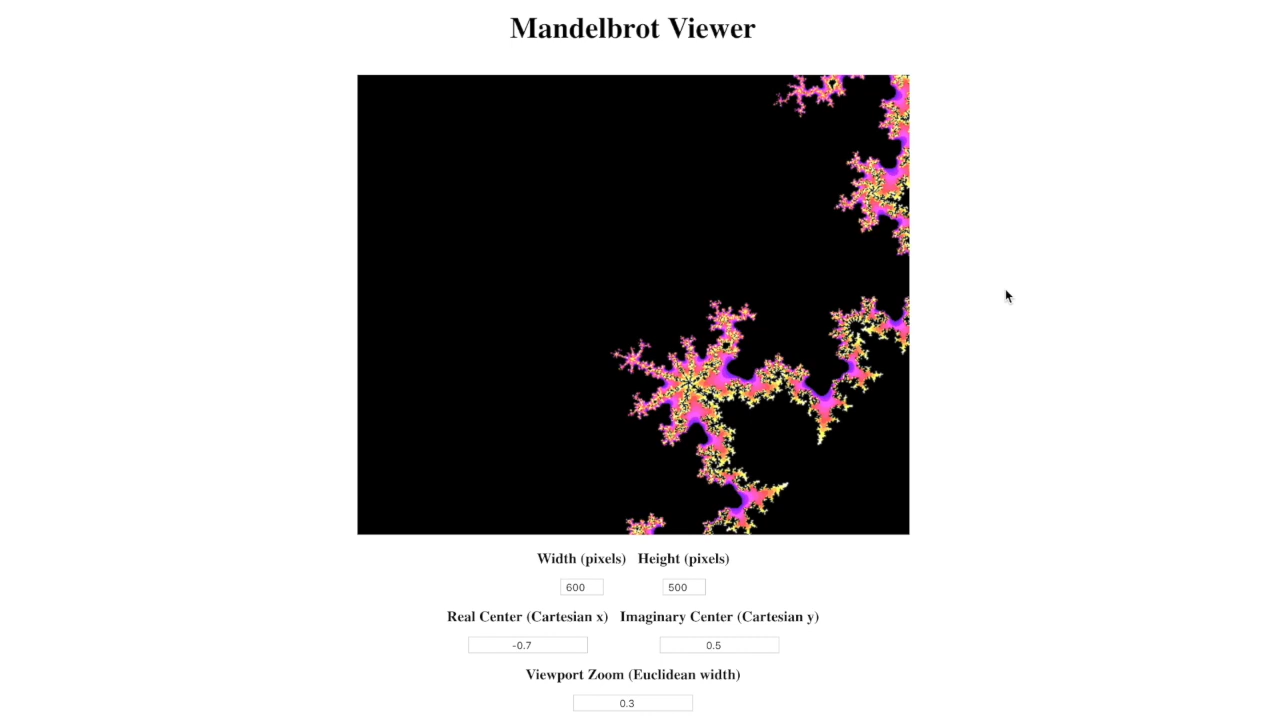 Mandelbrot Viewer
Width (pixels) Height (pixels)
600 500
Real Center (Cartesian x) Imaginary Center (Cartesian y)
-0.7 0.5
Viewport Zoom (Euclidean width)
0.3